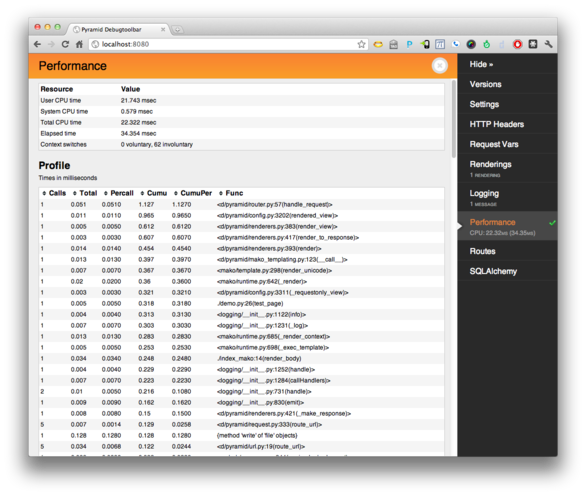 Pyramid Debugtoolbar
localhost:8080
Performance
Resource Value
User CPU time 21.743 msec
System CPU time 0.579 msec
Total CPU time 22.322 msec
Elapsed time 34.354 msec
Context switches 0 voluntary, 62 involuntary
Profile
Times in milliseconds
Calls Total Percall Cumu CumuPer Func
1 0.051 0.0510 1.127 1.1270 <d/pyramid/router.py:57(handle_request)>
1 0.011 0.0110 0.965 0.9650 <d/pyramid/config.py:3202(rendered_view)>
1 0.005 0.0050 0.612 0.6120 <d/pyramid/renderers.py:383(render_view)>
1 0.003 0.0030 0.607 0.6070 <d/pyramid/renderers.py:417(render_to_response)>
1 0.014 0.0140 0.454 0.4540 <d/pyramid/renderers.py:393(render)>
1 0.013 0.0130 0.397 0.3970 <d/pyramid/mako_templating.py:123(__call__)>
1 0.007 0.0070 0.367 0.3670 <mako/template.py:298(render_unicode)>
1 0.02 0.0200 0.36 0.3600 <mako/runtime.py:642(_render)>
1 0.003 0.0030 0.321 0.3210 <d/pyramid/config.py:3311(_requestonly_view)>
1 0.005 0.0050 0.318 0.3180 ./demo.py:26(test_page)
1 0.004 0.0040 0.313 0.3130 <logging/__init__.py:1122(info)>
1 0.007 0.0070 0.303 0.3030 <logging/__init__.py:1231(_log)>
1 0.013 0.0130 0.283 0.2830 <mako/runtime.py:685(_render_context)>
1 0.005 0.0050 0.253 0.2530 <mako/runtime.py:698(_exec_template)>
1 0.034 0.0340 0.248 0.2480 ./index_mako:14(render_body)
1 0.004 0.0040 0.229 0.2290 <logging/__init__.py:1252(handle)>
1 0.007 0.0070 0.223 0.2230 <logging/__init__.py:1284(callHandlers)>
2 0.01 0.0050 0.216 0.1080 <logging/__init__.py:731(handle)>
1 0.009 0.0090 0.162 0.1620 <logging/__init__.py:830(emit)>
1 0.008 0.0080 0.15 0.1500 <d/pyramid/renderers.py:421(_make_response)>
5 0.007 0.0014 0.129 0.0258 <d/pyramid/request.py:333(route_url)>
1 0.128 0.1280 0.128 0.1280 {method 'write' of 'file' objects}
5 0.034 0.0068 0.122 0.0244 <d/pyramid/url.py:19(route_url)>
Hide »
Versions
Settings
HTTP Headers
Request Vars
Renderings
1 RENDERING
Logging
1 MESSAGE
Performance
CPU: 22.32MS (34.35MS)
Routes
SQLAlchemy